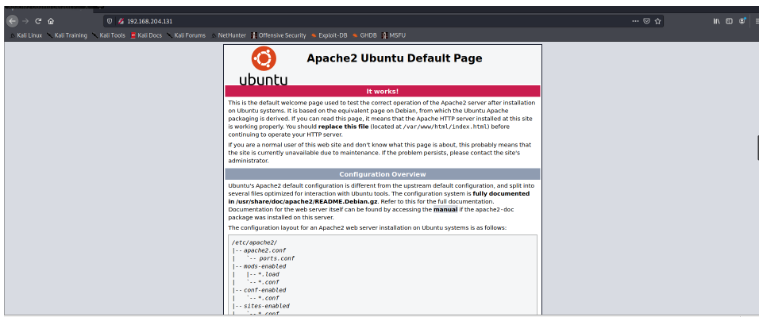 192.168.204.131
Kali Linux Kali Training Kali Tools Kali Docs Kali Forums NetHunter Offensive Security Exploit-DB GHDB MSFU
ubuntu
Apache2 Ubuntu Default Page
It works!
This is the default welcome page used to test the correct operation of the Apache2 server after installation
on Ubuntu systems. It is based on the equivalent page on Debian, from which the Ubuntu Apache
packaging is derived. If you can read this page, it means that the Apache HTTP server installed at this site
is working properly. You should replace this file (located at /var/www/html/index.html) before
continuing to operate your HTTP server.
If you are a normal user of this web site and don't know what this page is about, this probably means that
the site is currently unavailable due to maintenance. If the problem persists, please contact the site's
administrator.
Configuration Overview
Ubuntu's Apache2 default configuration is different from the upstream default configuration, and split into
several files optimized for interaction with Ubuntu tools. The configuration system is fully documented
in /usr/share/doc/apache2/README.Debian.gz. Refer to this for the full documentation.
Documentation for the web server itself can be found by accessing the manual if the apache2-doc
package was installed on this server.
The configuration layout for an Apache2 web server installation on Ubuntu systems is as follows:
/etc/apache2/
|-- apache2.conf
|   `-- ports.conf
|-- mods-enabled
|   |-- *.load
|   `-- *.conf
|-- conf-enabled
|   `-- *.conf
|-- sites-enabled
|   `-- *.conf